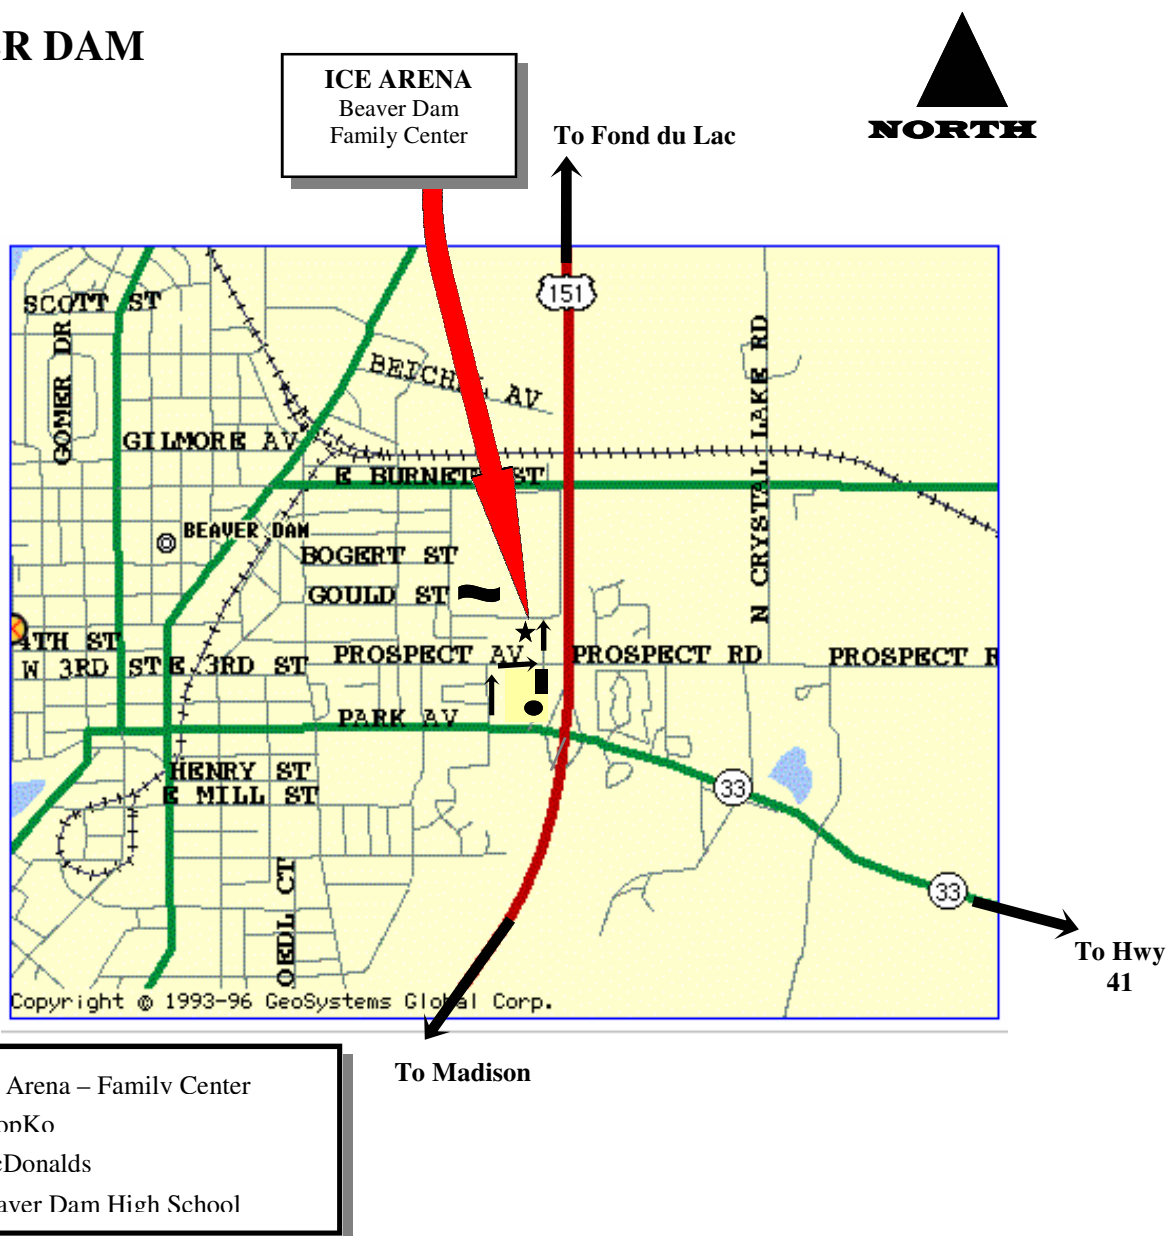 R DAM
ICE ARENA
Beaver Dam
Family Center
NORTH
To Fond du Lac
151
SCOTT ST
GOMER DR
BEICHL AV
N CRYSTAL LAKE RD
GILMORE AV
E BURNETT ST
BEAVER DAM
BOGERT ST
GOULD ST
4TH ST
W 3RD ST
E 3RD ST
PROSPECT AV
PROSPECT RD
PROSPECT R
PARK AV
HENRY ST
E MILL ST
33
OEDL CT
33
To Hwy
41
Copyright © 1993-96 GeoSystems Global Corp.
To Madison
Arena – Family Center
opKo
cDonalds
aver Dam High School